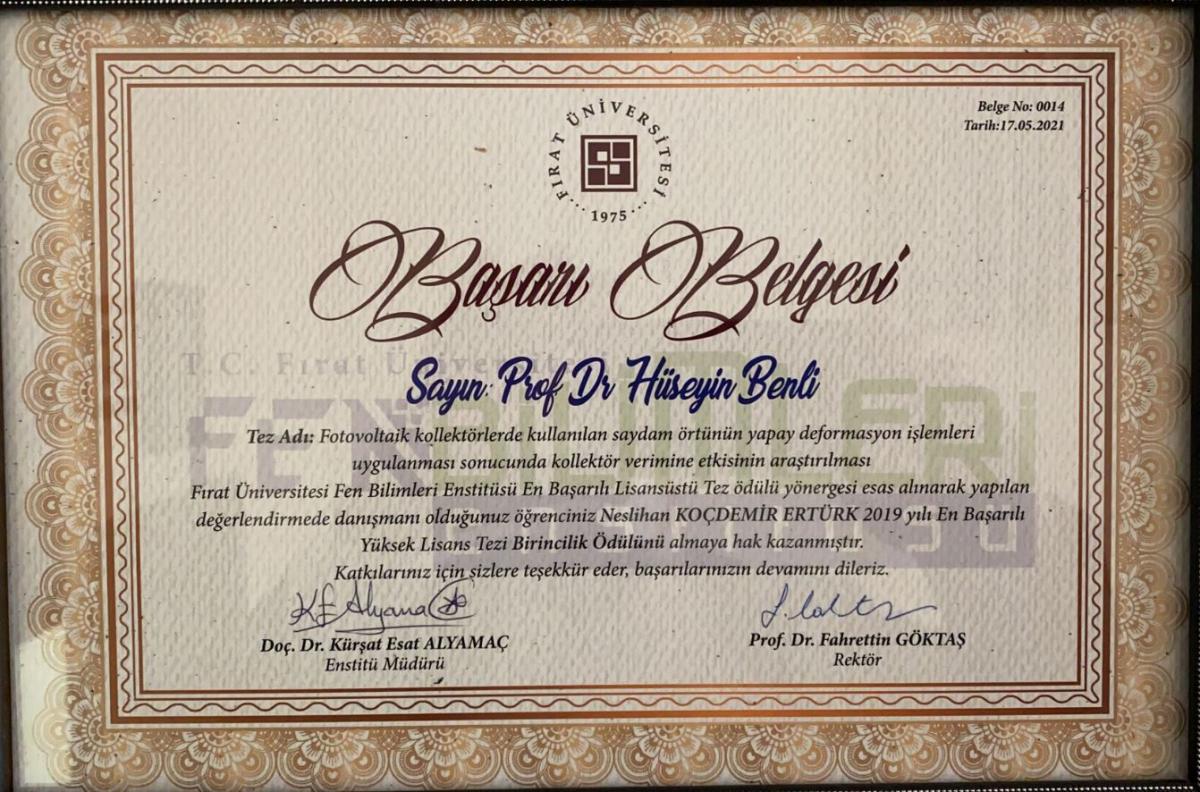 Belge No: 0014
Tarih:17.05.2021
FIRAT ÜNİVERSİTESİ
1975
Başarı Belgesi
T.C. Fırat Üniversitesi
Sayın: Prof Dr Hüseyin Benli
Tez Adı: Fotovoltaik kollektörlerde kullanılan saydam örtünün yapay deformasyon işlemleri
uygulanması sonucunda kollektör verimine etkisinin araştırılması
Fırat Üniversitesi Fen Bilimleri Enstitüsü En Başarılı Lisansüstü Tez ödülü yönergesi esas alınarak yapılan
değerlendirmede danışmanı olduğunuz öğrenciniz Neslihan KOÇDEMİR ERTÜRK 2019 yılı En Başarılı
Yüksek Lisans Tezi Birincilik Ödülünü almaya hak kazanmıştır.
Katkılarınız için sizlere teşekkür eder, başarılarınızın devamını dileriz.
Doç. Dr. Kürşat Esat ALYAMAÇ
Enstitü Müdürü
Prof. Dr. Fahrettin GÖKTAŞ
Rektör